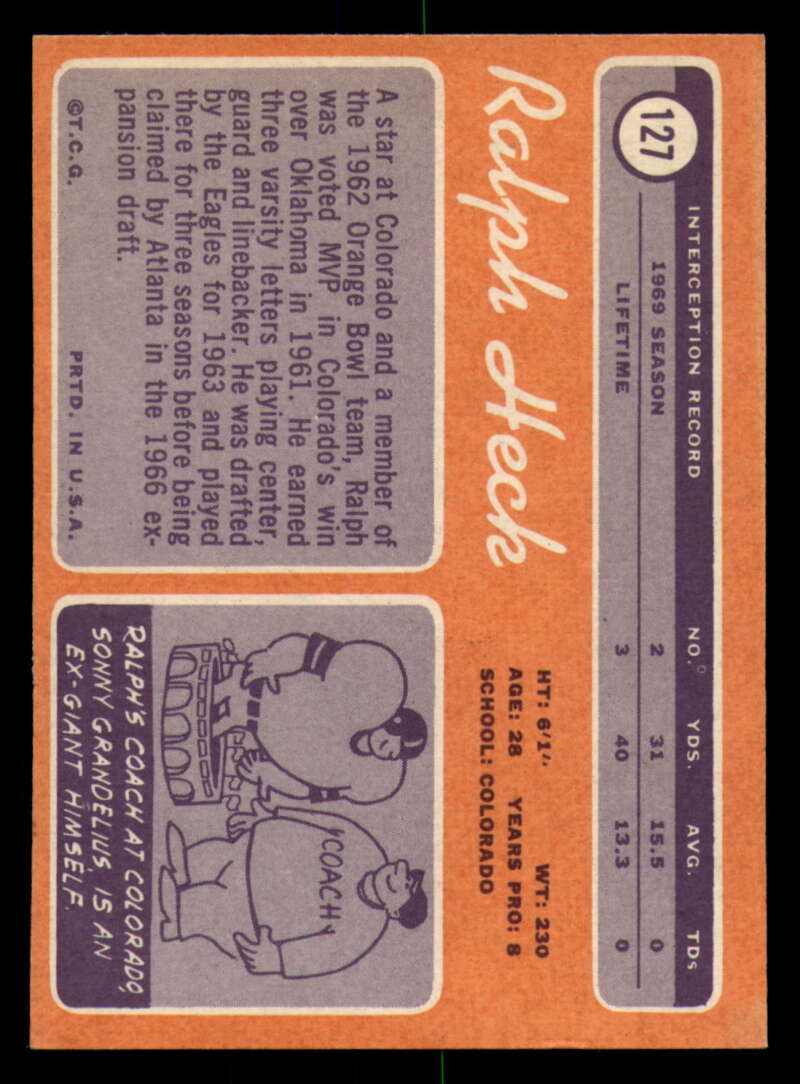 127
INTERCEPTION RECORD NO. YDS. AVG. TDs
1969 SEASON 2 31 15.5 0
LIFETIME 3 40 13.3 0
Ralph Heck
HT: 6'1" WT: 230
AGE: 28 YEARS PRO: 8
SCHOOL: COLORADO
A star at Colorado and a member of
the 1962 Orange Bowl team, Ralph
was voted MVP in Colorado's win
over Oklahoma in 1961. He earned
three varsity letters playing center,
guard and linebacker. He was drafted
by the Eagles for 1963 and played
there for three seasons before being
claimed by Atlanta in the 1966 ex-
pansion draft.
©T.C.G. PRTD. IN U.S.A.
COACH
RALPH'S COACH AT COLORADO,
SONNY GRANDELIUS, IS AN
EX-GIANT HIMSELF.